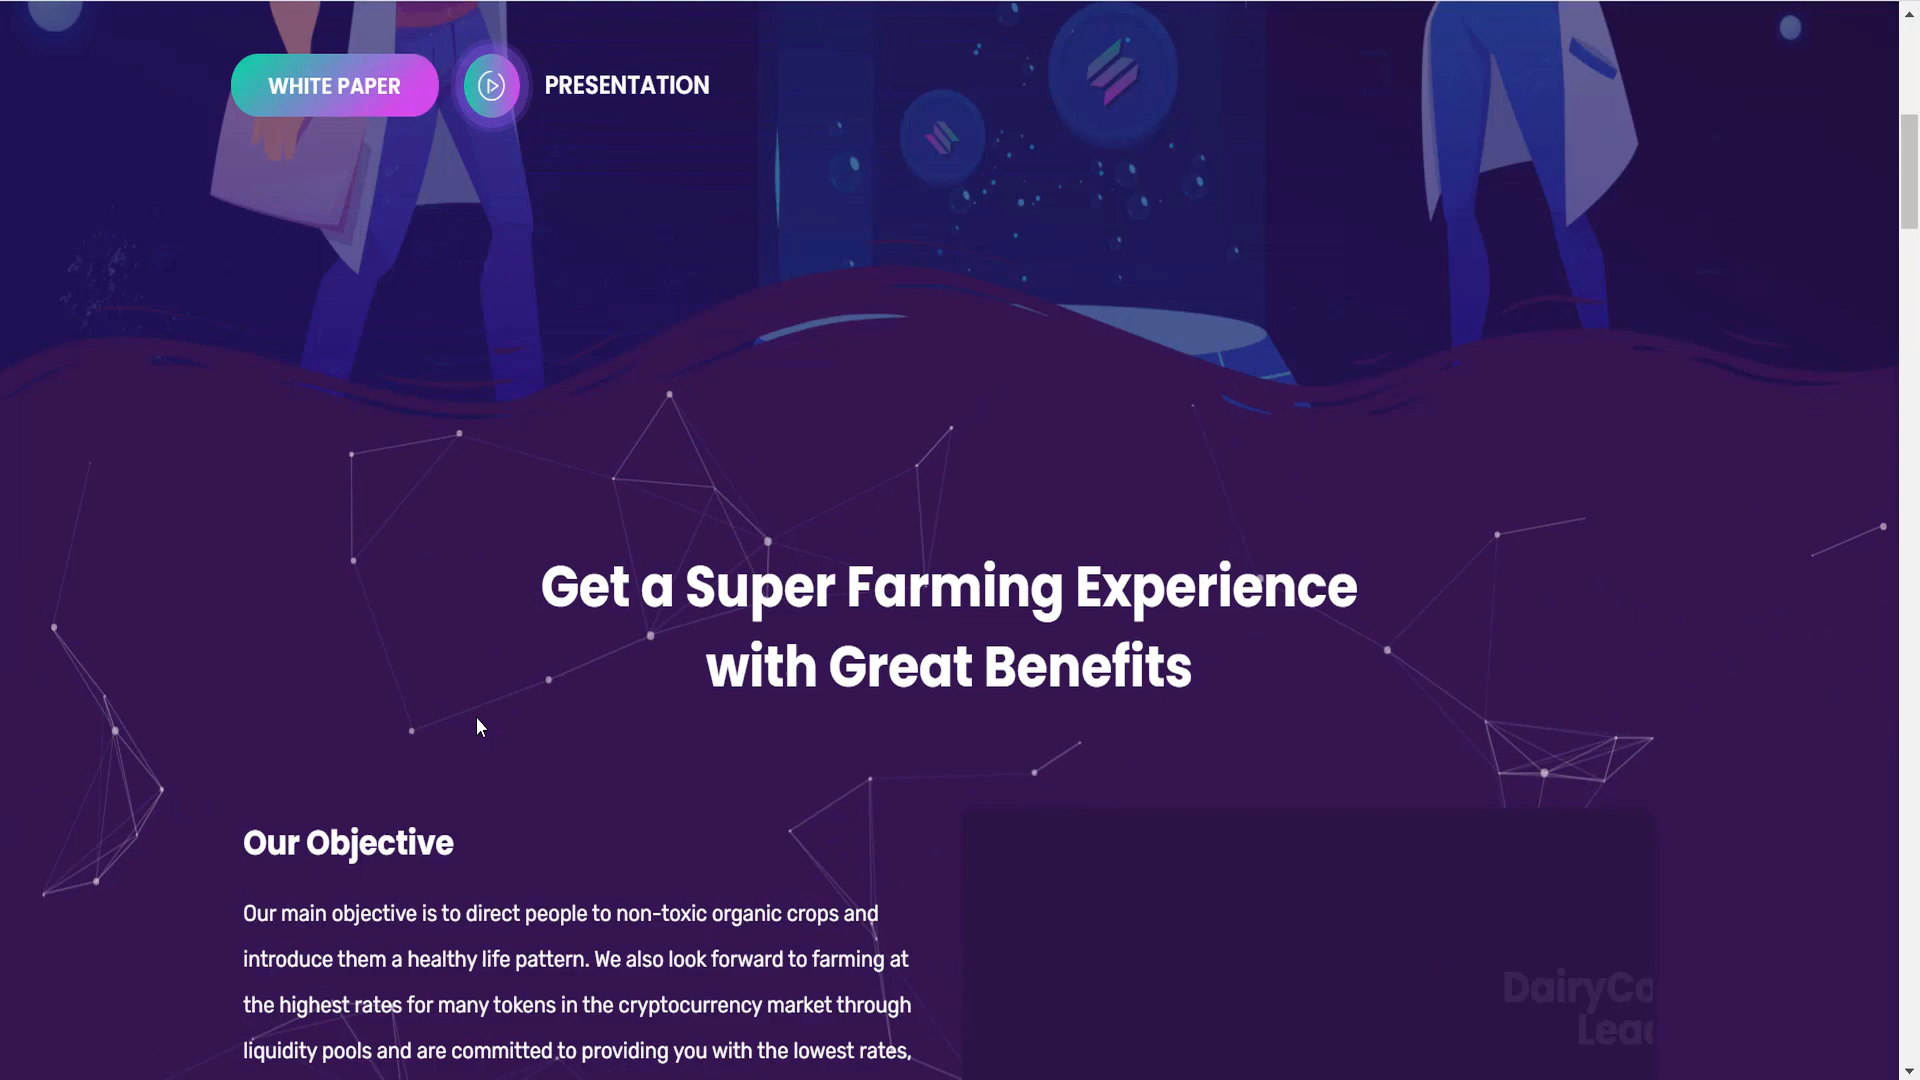 WHITE PAPER
PRESENTATION
Get a Super Farming Experience
with Great Benefits
Our Objective
Our main objective is to direct people to non-toxic organic crops and
introduce them a healthy life pattern. We also look forward to farming at
the highest rates for many tokens in the cryptocurrency market through
liquidity pools and are committed to providing you with the lowest rates,
DairyCo
Lea